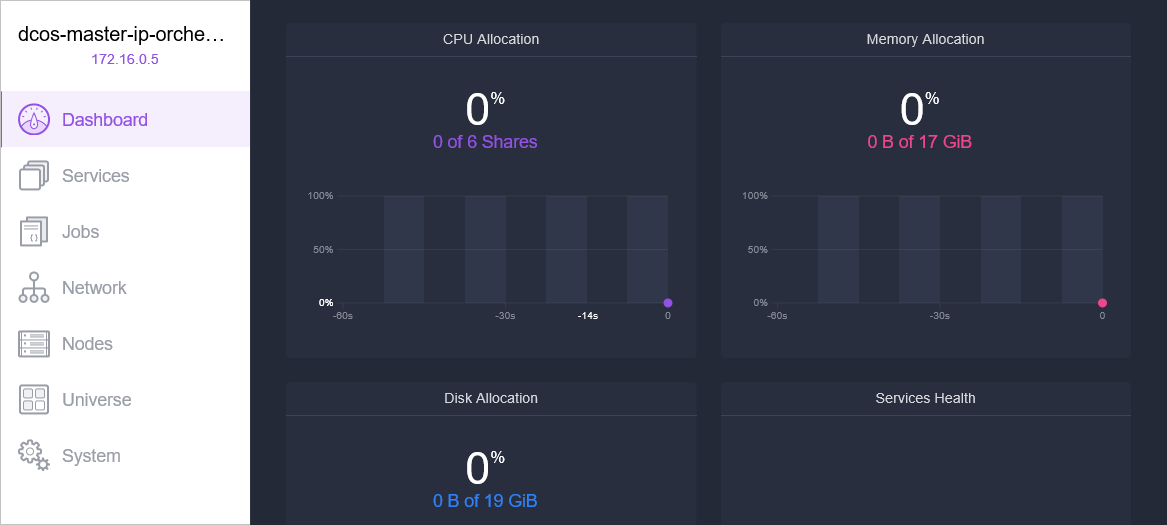 dcos-master-ip-orche…
172.16.0.5
Dashboard
Services
Jobs
Network
Nodes
Universe
System
CPU Allocation
0%
0 of 6 Shares
100%
50%
0%
-60s
-30s
-14s
0
Memory Allocation
0%
0 B of 17 GiB
100%
50%
0%
-60s
-30s
0
Disk Allocation
0%
0 B of 19 GiB
Services Health